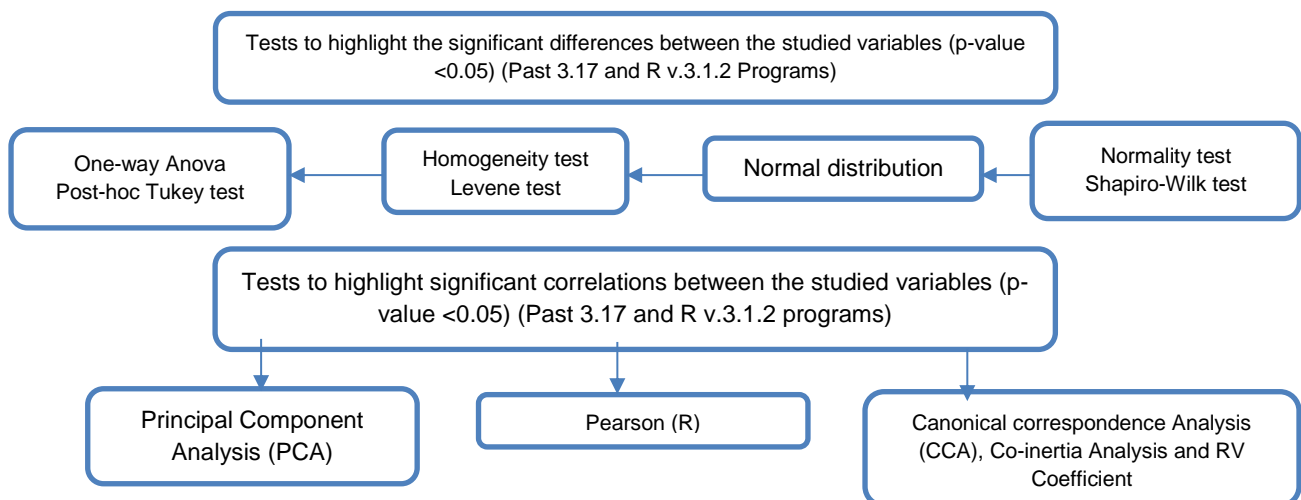 Tests to highlight the significant differences between the studied variables (p-value
<0.05) (Past 3.17 and R v.3.1.2 Programs)
One-way Anova
Post-hoc Tukey test
Homogeneity test
Levene test
Normal distribution
Normality test
Shapiro-Wilk test
Tests to highlight significant correlations between the studied variables (p-
value <0.05) (Past 3.17 and R v.3.1.2 programs)
Principal Component
Analysis (PCA)
Pearson (R)
Canonical correspondence Analysis
(CCA), Co-inertia Analysis and RV
Coefficient